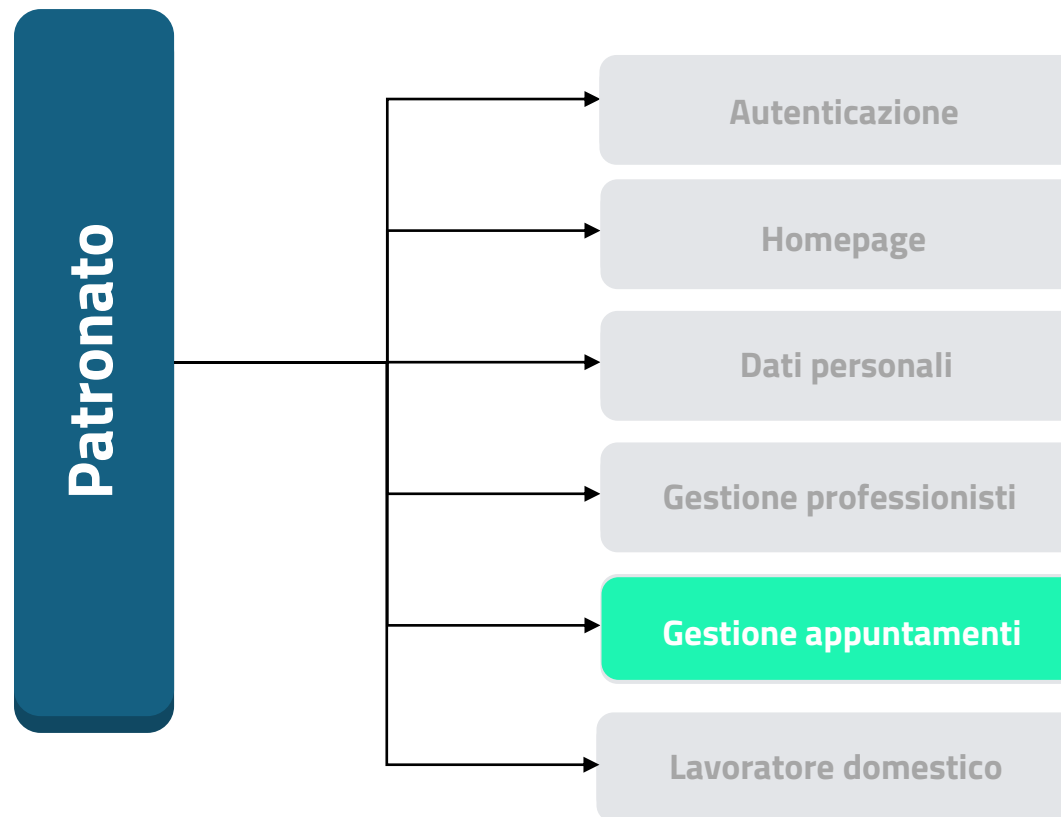 Patronato
Autenticazione
Homepage
Dati personali
Gestione professionisti
Gestione appuntamenti
Lavoratore domestico